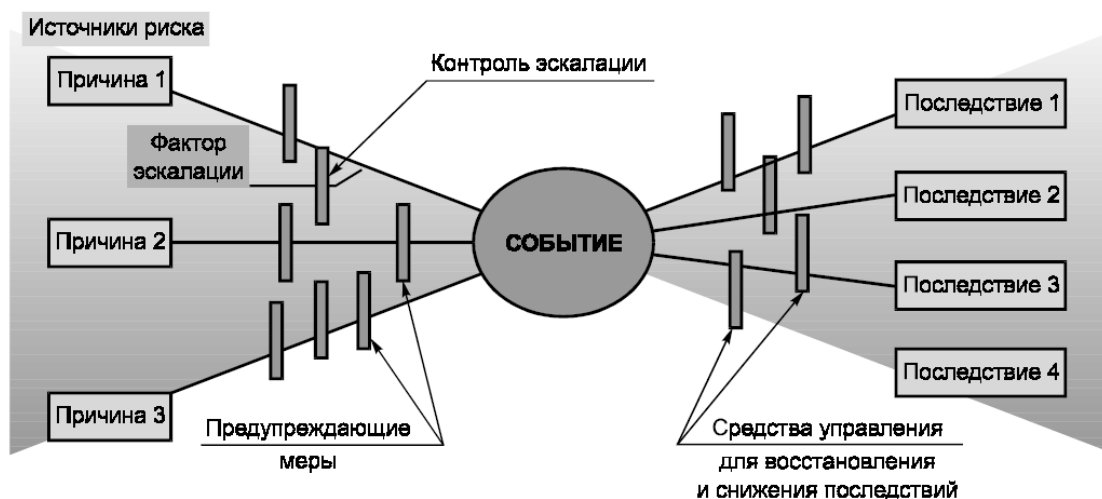 Источники риска
Причина 1
Контроль эскалации
Фактор
эскалации
Причина 2
Причина 3
СОБЫТИЕ
Последствие 1
Последствие 2
Последствие 3
Последствие 4
Предупреждающие
меры
Средства управления
для восстановления
и снижения последствий